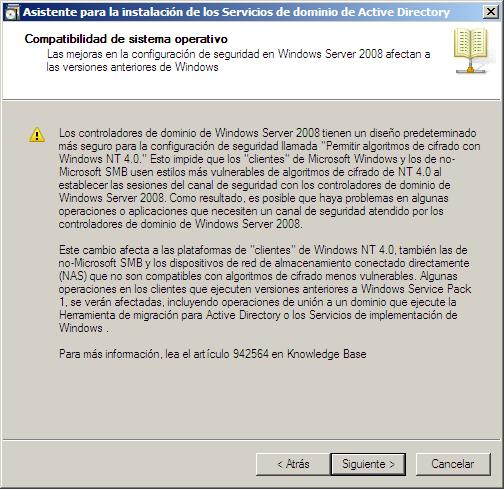 Asistente para la instalación de los Servicios de dominio de Active Directory
Compatibilidad de sistema operativo
Las mejoras en la configuración de seguridad en Windows Server 2008 afectan a
las versiones anteriores de Windows
Los controladores de dominio de Windows Server 2008 tienen un diseño predeterminado
más seguro para la configuración de seguridad llamada "Permitir algoritmos de cifrado con
Windows NT 4.0." Esto impide que los "clientes" de Microsoft Windows y los de no-
Microsoft SMB usen estilos más vulnerables de algoritmos de cifrado de NT 4.0 al
establecer las sesiones del canal de seguridad con los controladores de dominio de
Windows Server 2008. Como resultado, es posible que haya problemas en algunas
operaciones o aplicaciones que necesiten un canal de seguridad atendido por los
controladores de dominio de Windows Server 2008.
Este cambio afecta a las plataformas de "clientes" de Windows NT 4.0, también las de
no-Microsoft SMB y los dispositivos de red de almacenamiento conectado directamente
(NAS) que no son compatibles con algoritmos de cifrado menos vulnerables. Algunas
operaciones en los clientes que ejecuten versiones anteriores a Windows Service Pack
1, se verán afectadas, incluyendo operaciones de unión a un dominio que ejecute la
Herramienta de migración para Active Directory o los Servicios de implementación de
Windows .
Para más información, lea el artículo 942564 en Knowledge Base
< Atrás
Siguiente >
Cancelar